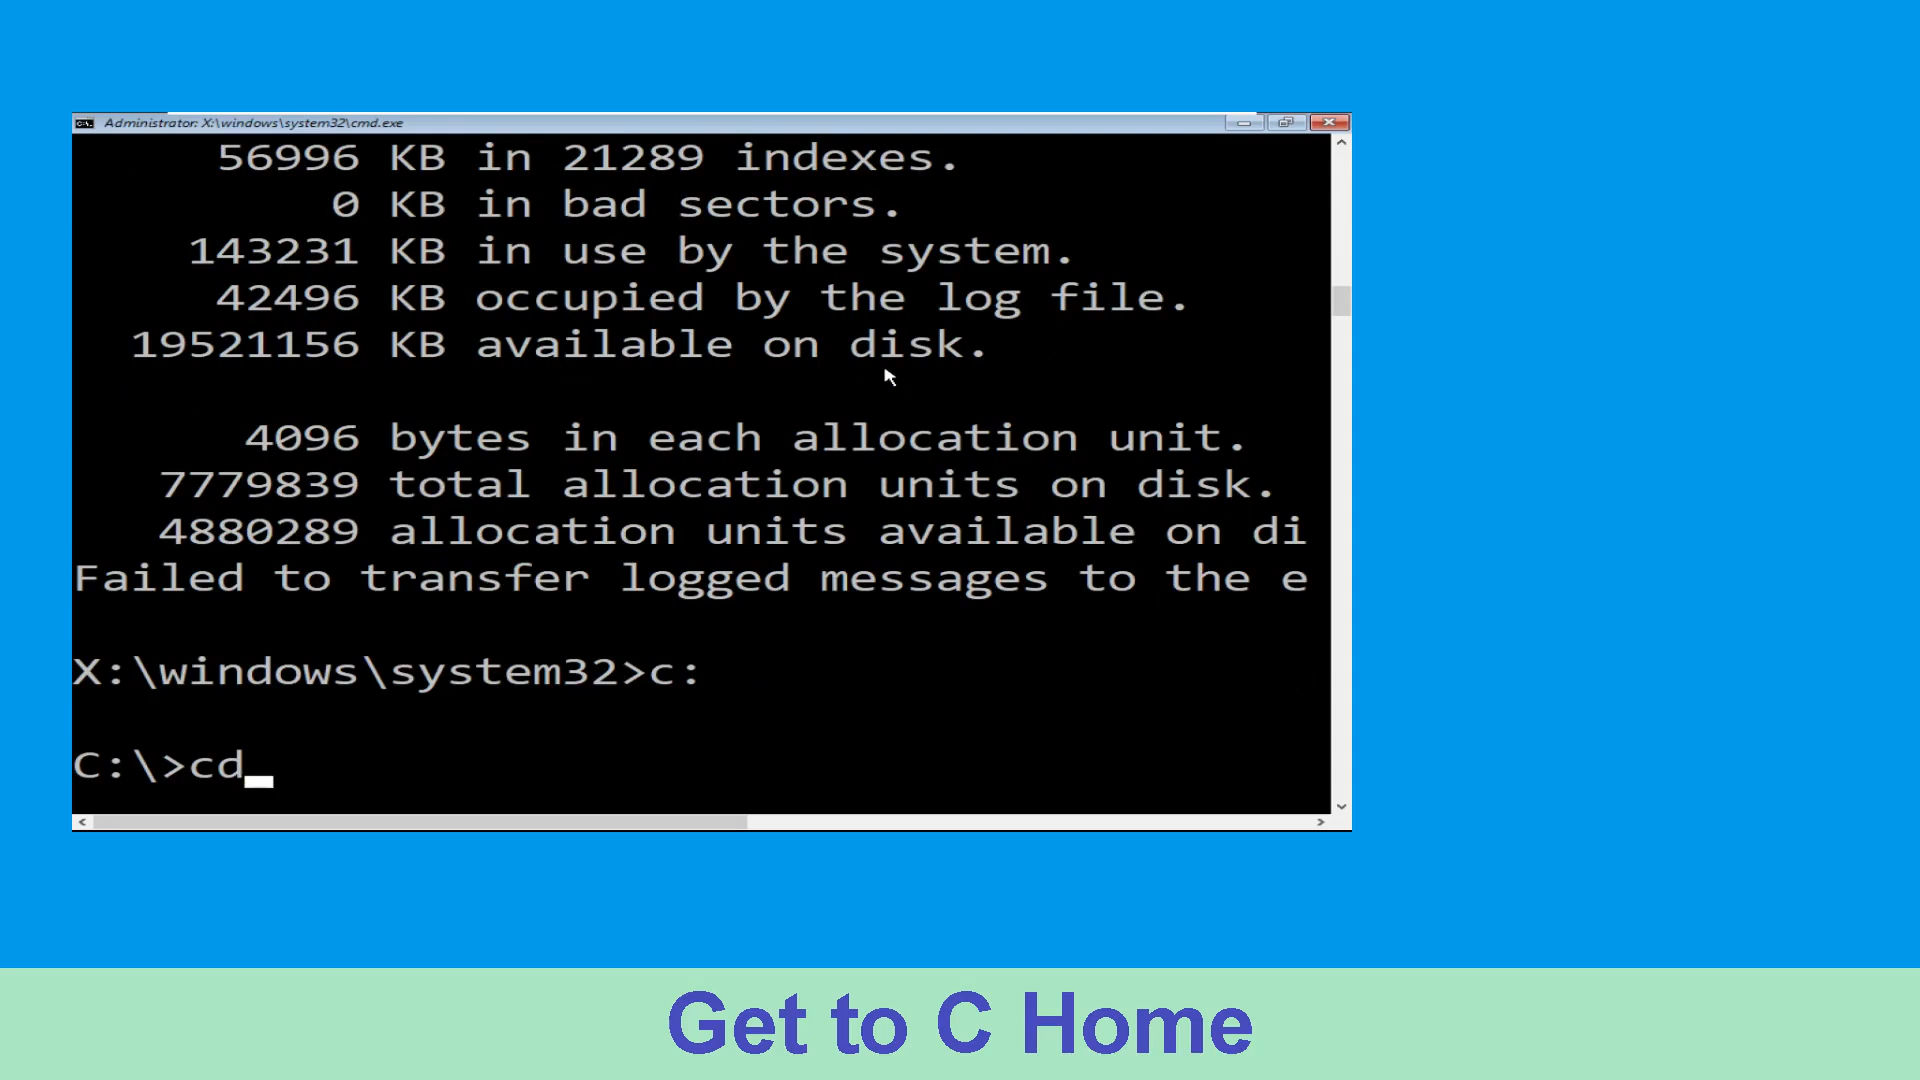 Administrator: X:\windows\system32\cmd.exe
56996 KB in 21289 indexes.
0 KB in bad sectors.
143231 KB in use by the system.
42496 KB occupied by the log file.
19521156 KB available on disk.
4096 bytes in each allocation unit.
7779839 total allocation units on disk.
4880289 allocation units available on di
Failed to transfer logged messages to the e
X:\windows\system32>c:
C:\>cd
Get to C Home